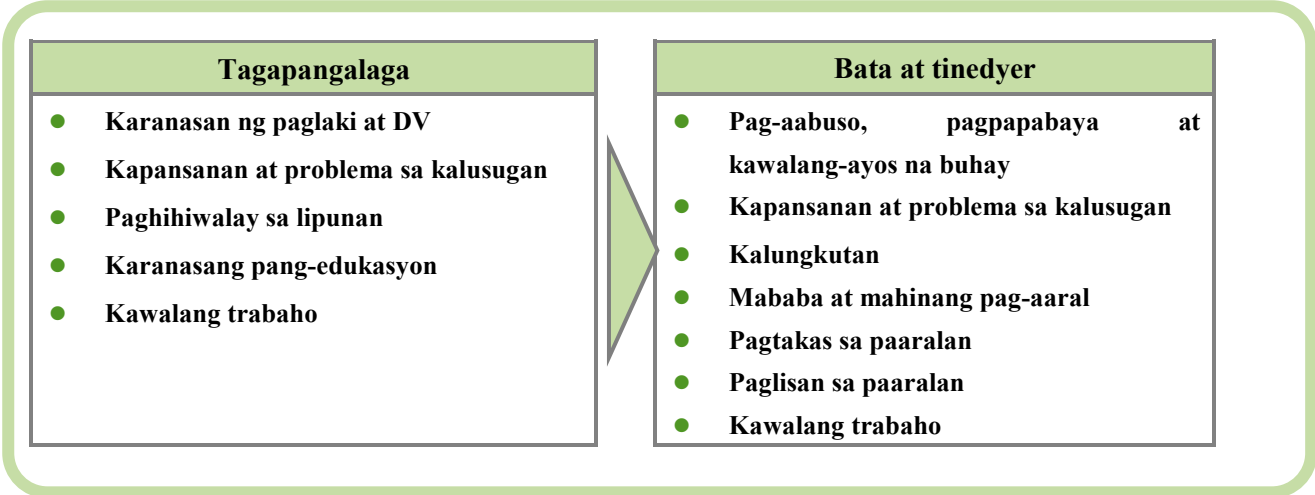 Tagapangalaga
● Karanasan ng paglaki at DV
● Kapansanan at problema sa kalusugan
● Paghihiwalay sa lipunan
● Karanasang pang-edukasyon
● Kawalang trabaho
Bata at tinedyer
● Pag-aabuso, pagpapabaya at
kawalang-ayos na buhay
● Kapansanan at problema sa kalusugan
● Kalungkutan
● Mababa at mahinang pag-aaral
● Pagtakas sa paaralan
● Paglisan sa paaralan
● Kawalang trabaho